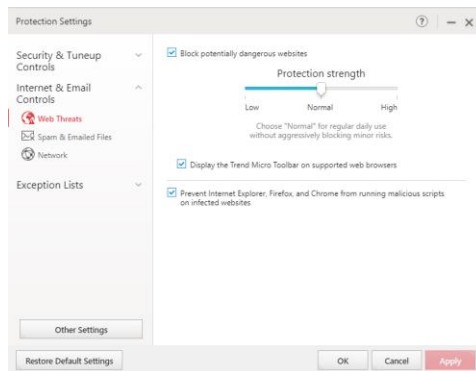 Protection Settings
?
Security & Tuneup
Controls
Internet & Email
Controls
Web Threats
Spam & Emailed Files
Network
Exception Lists
Other Settings
Block potentially dangerous websites
Protection strength
Low Normal High
Choose "Normal" for regular daily use
without aggressively blocking minor risks.
Display the Trend Micro Toolbar on supported web browsers
Prevent Internet Explorer, Firefox, and Chrome from running malicious scripts
on infected websites
Restore Default Settings
OK
Cancel
Apply